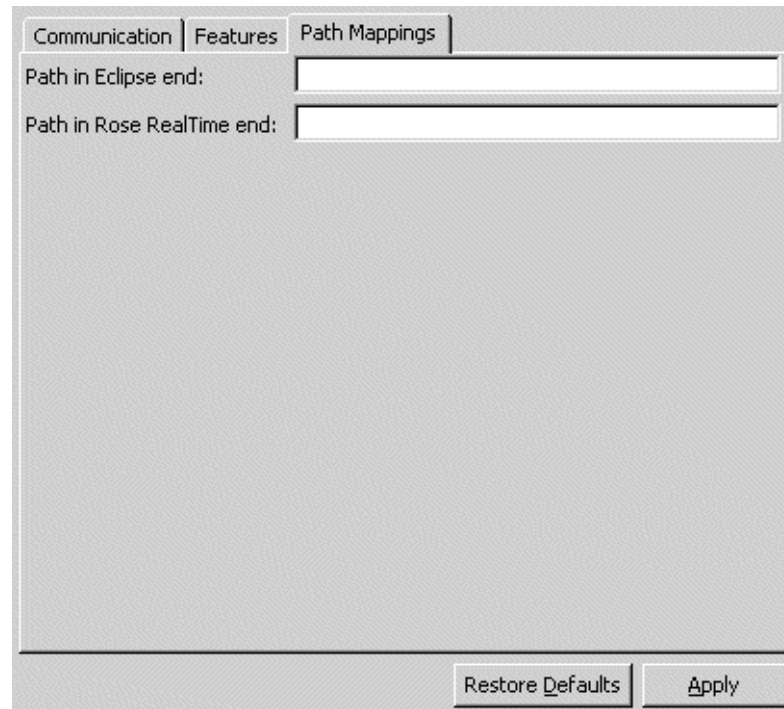 Communication Features Path Mappings
Path in Eclipse end:
Path in Rose RealTime end:
Restore Defaults Apply